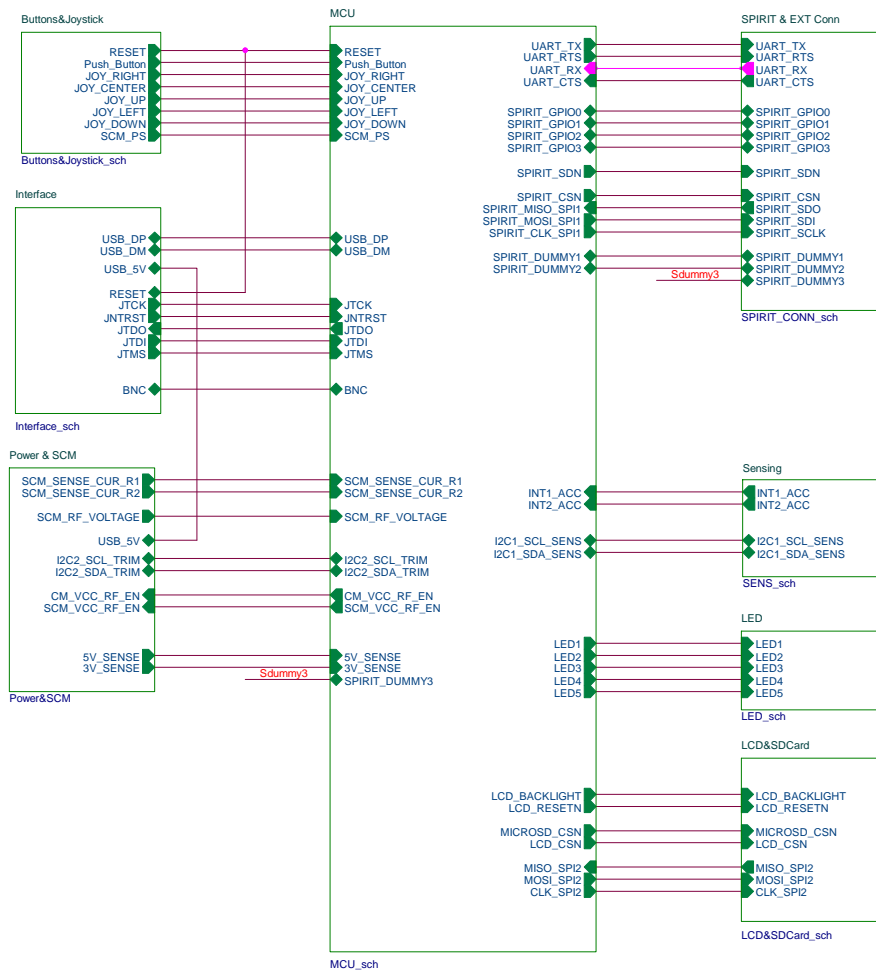 Buttons&Joystick
RESET
Push_Button
JOY_RIGHT
JOY_CENTER
JOY_UP
JOY_LEFT
JOY_DOWN
SCM_PS
Buttons&Joystick_sch
Interface
USB_DP
USB_DM
USB_5V
RESET
JTCK
JNTRST
JTDO
JTDI
JTMS
BNC
Interface_sch
Power & SCM
SCM_SENSE_CUR_R1
SCM_SENSE_CUR_R2
SCM_RF_VOLTAGE
USB_5V
I2C2_SCL_TRIM
I2C2_SDA_TRIM
CM_VCC_RF_EN
SCM_VCC_RF_EN
5V_SENSE
3V_SENSE
Power&SCM
MCU
RESET
Push_Button
JOY_RIGHT
JOY_CENTER
JOY_UP
JOY_LEFT
JOY_DOWN
SCM_PS
USB_DP
USB_DM
JTCK
JNTRST
JTDO
JTDI
JTMS
BNC
SCM_SENSE_CUR_R1
SCM_SENSE_CUR_R2
SCM_RF_VOLTAGE
I2C2_SCL_TRIM
I2C2_SDA_TRIM
CM_VCC_RF_EN
SCM_VCC_RF_EN
5V_SENSE
3V_SENSE
Sdummy3
SPIRIT_DUMMY3
UART_TX
UART_RTS
UART_RX
UART_CTS
SPIRIT_GPIO0
SPIRIT_GPIO1
SPIRIT_GPIO2
SPIRIT_GPIO3
SPIRIT_SDN
SPIRIT_CSN
SPIRIT_MISO_SPI1
SPIRIT_MOSI_SPI1
SPIRIT_CLK_SPI1
SPIRIT_DUMMY1
SPIRIT_DUMMY2
INT1_ACC
INT2_ACC
I2C1_SCL_SENS
I2C1_SDA_SENS
LED1
LED2
LED3
LED4
LED5
LCD_BACKLIGHT
LCD_RESETN
MICROSD_CSN
LCD_CSN
MISO_SPI2
MOSI_SPI2
CLK_SPI2
MCU_sch
SPIRIT & EXT Conn
UART_TX
UART_RTS
UART_RX
UART_CTS
SPIRIT_GPIO0
SPIRIT_GPIO1
SPIRIT_GPIO2
SPIRIT_GPIO3
SPIRIT_SDN
SPIRIT_CSN
SPIRIT_SDO
SPIRIT_SDI
SPIRIT_SCLK
SPIRIT_DUMMY1
SPIRIT_DUMMY2
Sdummy3
SPIRIT_DUMMY3
SPIRIT_CONN_sch
Sensing
INT1_ACC
INT2_ACC
I2C1_SCL_SENS
I2C1_SDA_SENS
SENS_sch
LED
LED1
LED2
LED3
LED4
LED5
LED_sch
LCD&SDCard
LCD_BACKLIGHT
LCD_RESETN
MICROSD_CSN
LCD_CSN
MISO_SPI2
MOSI_SPI2
CLK_SPI2
LCD&SDCard_sch